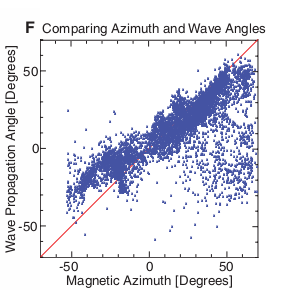 F Comparing Azimuth and Wave Angles
Wave Propagation Angle [Degrees]
50
0
-50
-50 0 50
Magnetic Azimuth [Degrees]